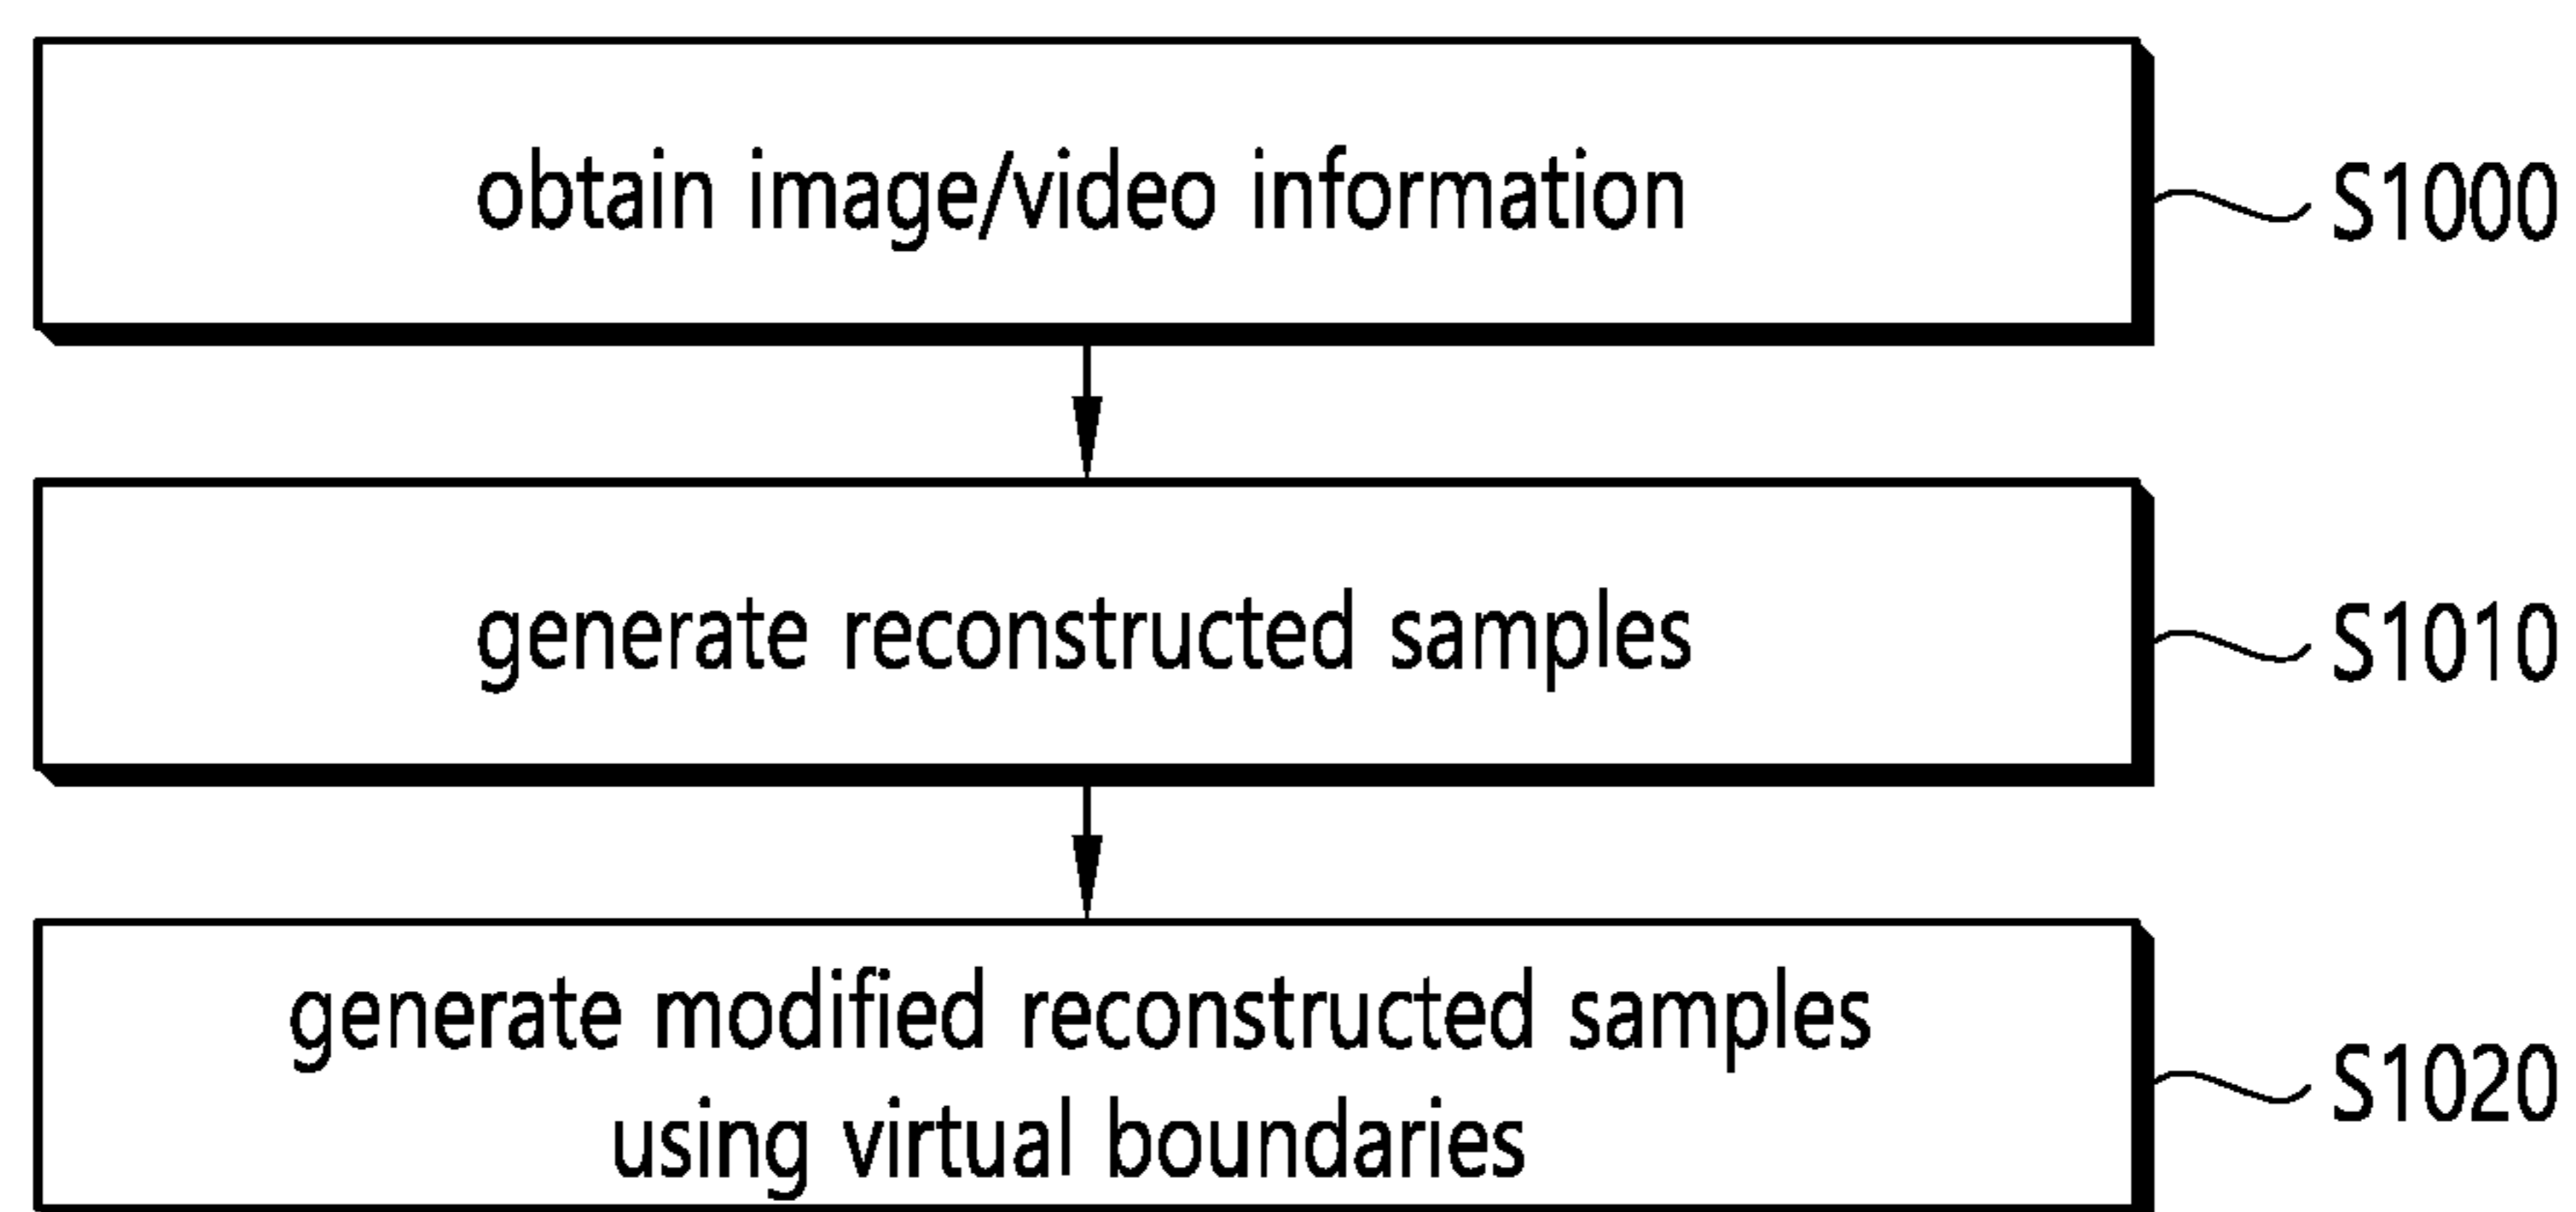 obtain image/video information
S1000
generate reconstructed samples
S1010
generate modified reconstructed samples
using virtual boundaries
S1020